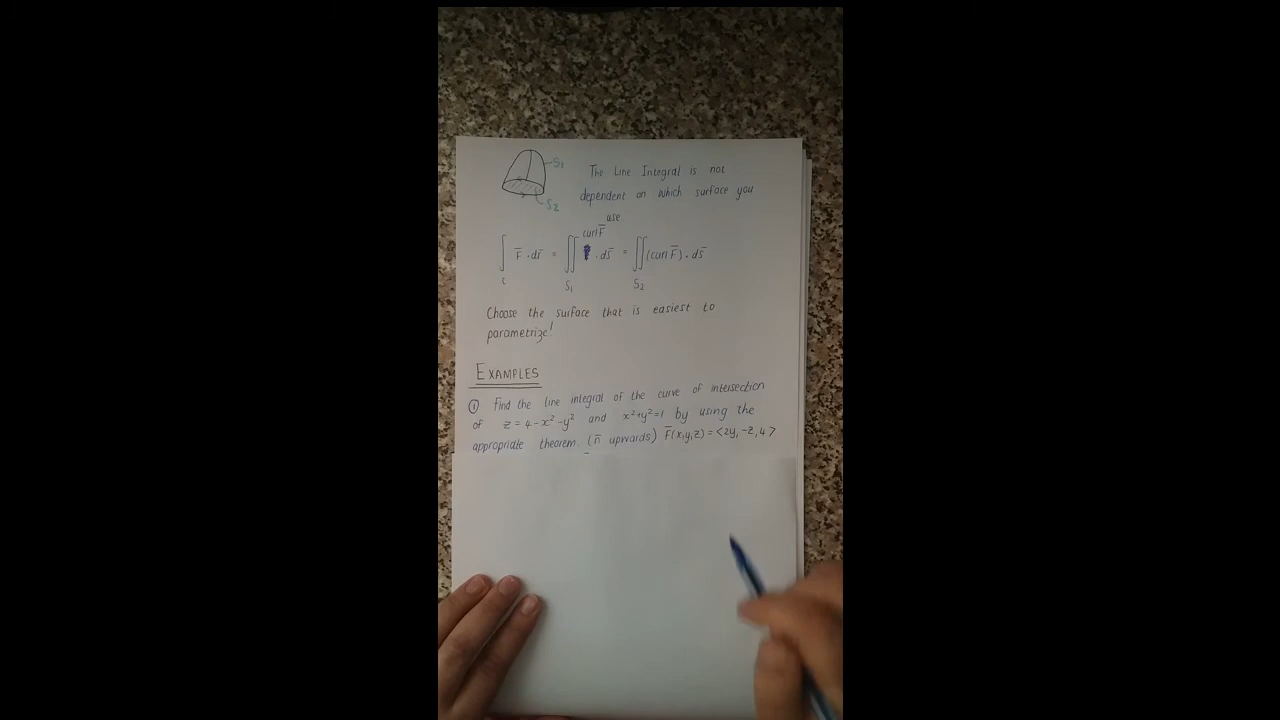 S₁
S₂
The Line Integral is not
dependent on which surface you
use
∫ F̄ · dr̄ = ∬ curl F̄ · ds̄ = ∬ (curl F̄) · ds̄
c S₁ S₂
Choose the surface that is easiest to
parametrize!
EXAMPLES
① Find the line integral of the curve of intersection
of z = 4 - x² - y² and x² + y² = 1 by using the
appropriate theorem. (n̄ upwards) F̄(x,y,z) = <2y, -z, 4>